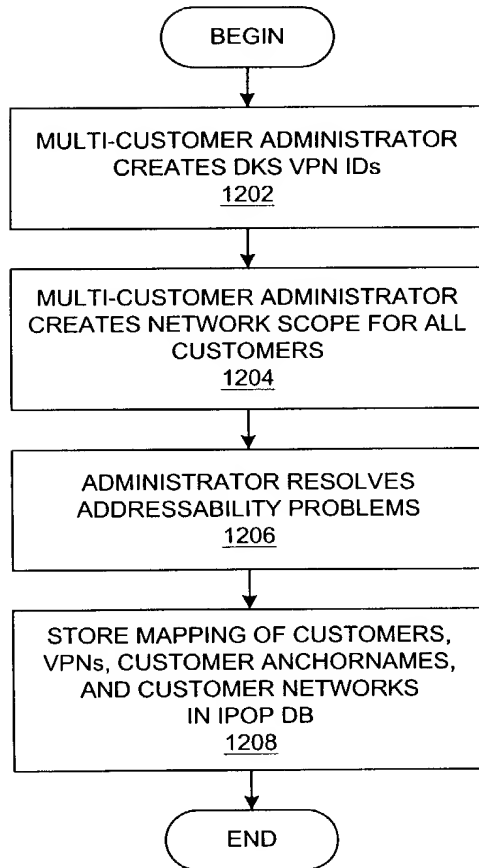 BEGIN
MULTI-CUSTOMER ADMINISTRATOR
CREATES DKS VPN IDs
1202
MULTI-CUSTOMER ADMINISTRATOR
CREATES NETWORK SCOPE FOR ALL
CUSTOMERS
1204
ADMINISTRATOR RESOLVES
ADDRESSABILITY PROBLEMS
1206
STORE MAPPING OF CUSTOMERS,
VPNs, CUSTOMER ANCHORNAMES,
AND CUSTOMER NETWORKS
IN IPOP DB
1208
END